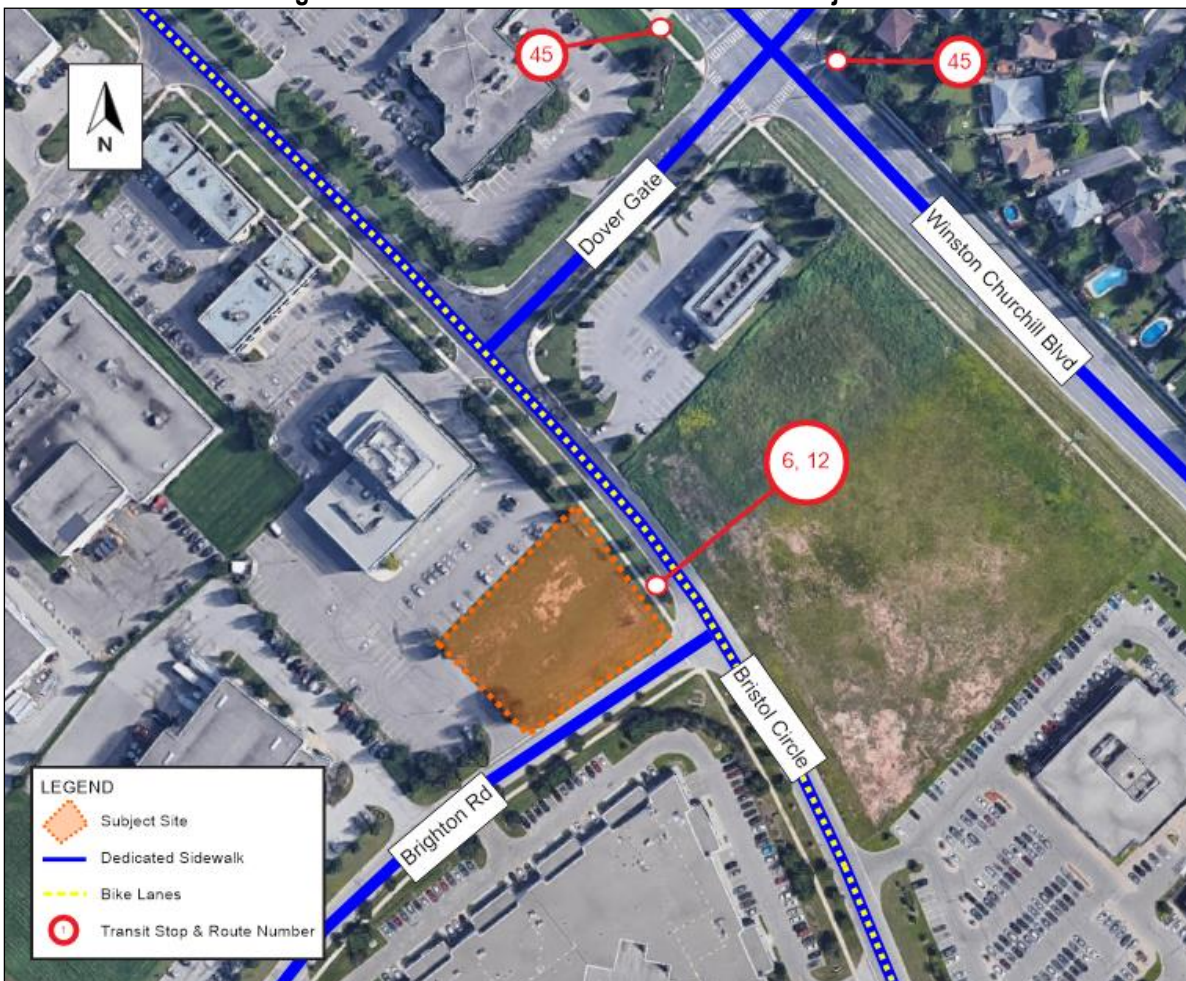 45
45
N
Dover Gate
Winston Churchill Blvd
6, 12
Bristol Circle
Brighton Rd
LEGEND
Subject Site
Dedicated Sidewalk
Bike Lanes
1
Transit Stop & Route Number